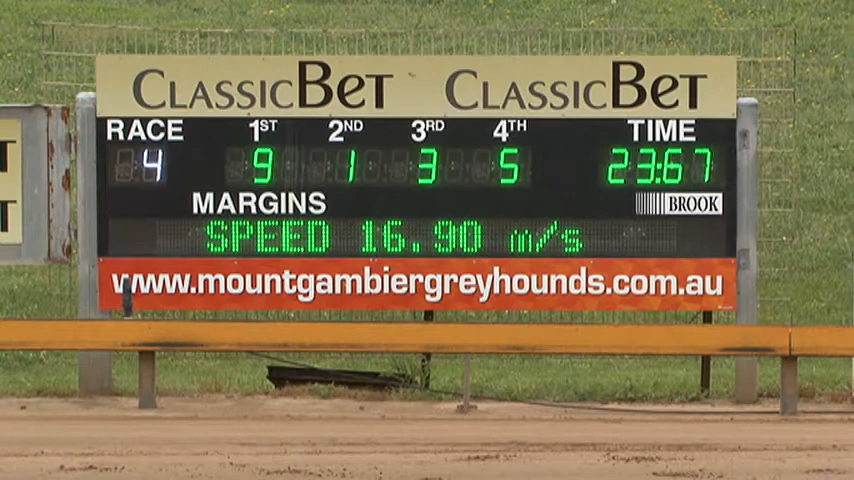 CLASSICBET CLASSICBET
RACE 1ST 2ND 3RD 4TH TIME
4 9 1 3 5 23:67
MARGINS BROOK
SPEED 16.90 m/s
www.mountgambiergreyhounds.com.au